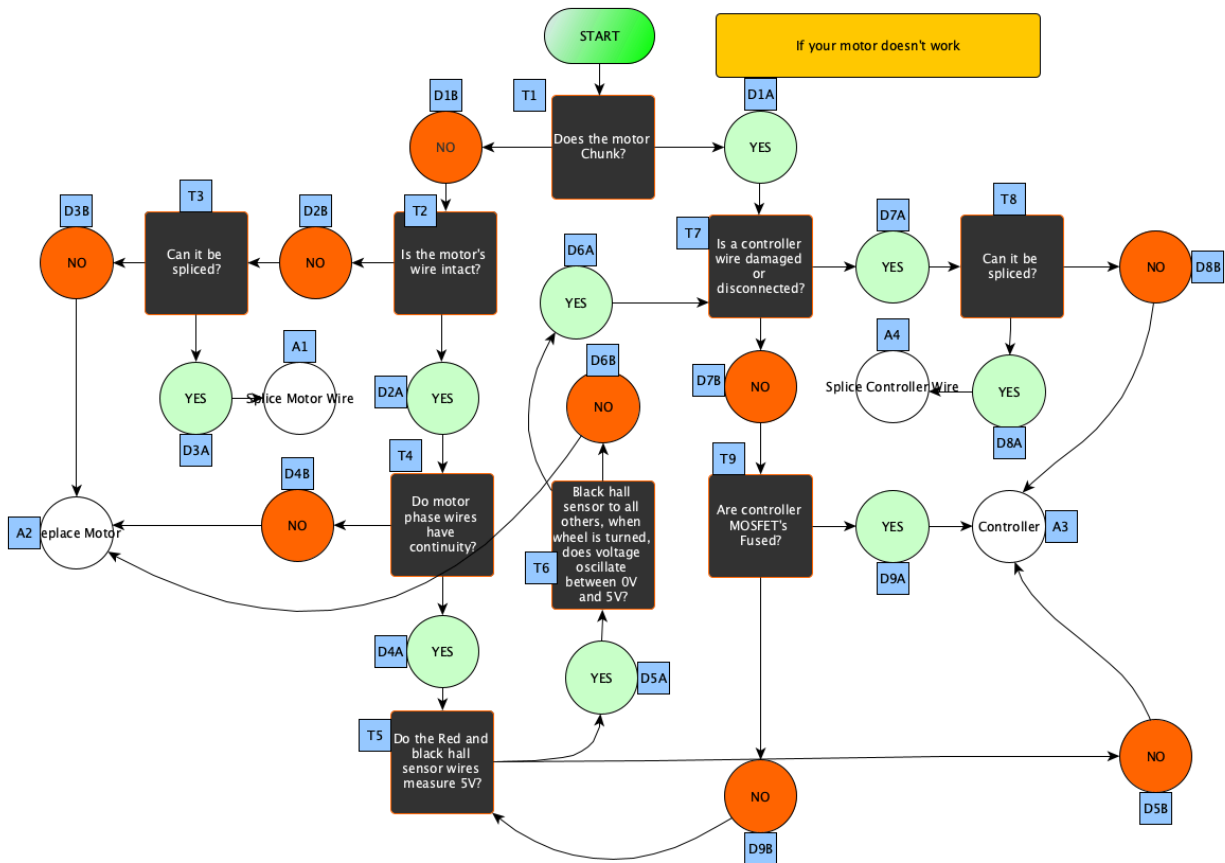 START
If your motor doesn't work
D1B
T1
D1A
NO
Does the motor
Chunk?
YES
D3B
T3
D2B
T2
T7
D7A
T8
NO
Can it be
spliced?
NO
Is the motor's
wire intact?
D6A
YES
Is a controller
wire damaged
or
disconnected?
YES
Can it be
spliced?
NO
D8B
A1
D6B
A4
YES
Splice Motor Wire
D2A
YES
NO
D7B
NO
Splice Controller Wire
YES
D3A
D8A
D4B
T4
T9
A2
eplace Motor
NO
Do motor
phase wires
have
continuity?
T6
Black hall
sensor to all
others, when
wheel is turned,
does voltage
oscillate
between 0V
and 5V?
Are controller
MOSFET's
Fused?
YES
Controller
A3
D9A
D4A
YES
YES
D5A
T5
Do the Red and
black hall
sensor wires
measure 5V?
NO
D9B
NO
D5B